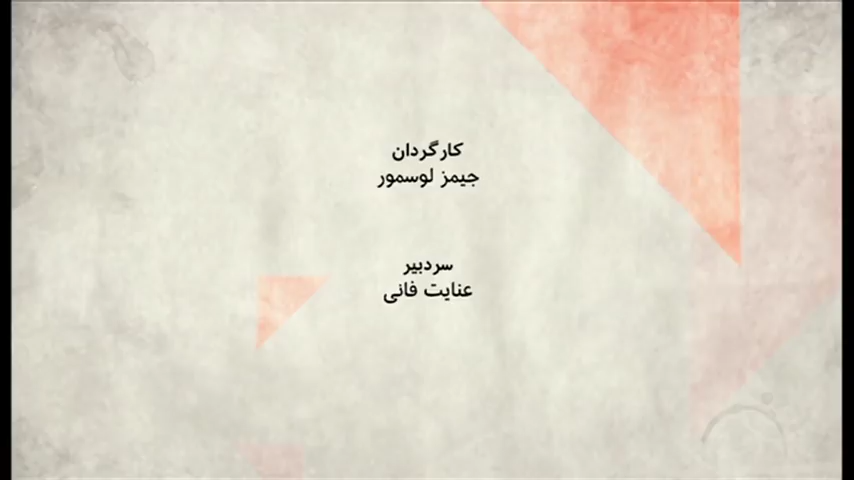 کارگردان
جیمز لوسمور
سردبیر
عنایت فانی